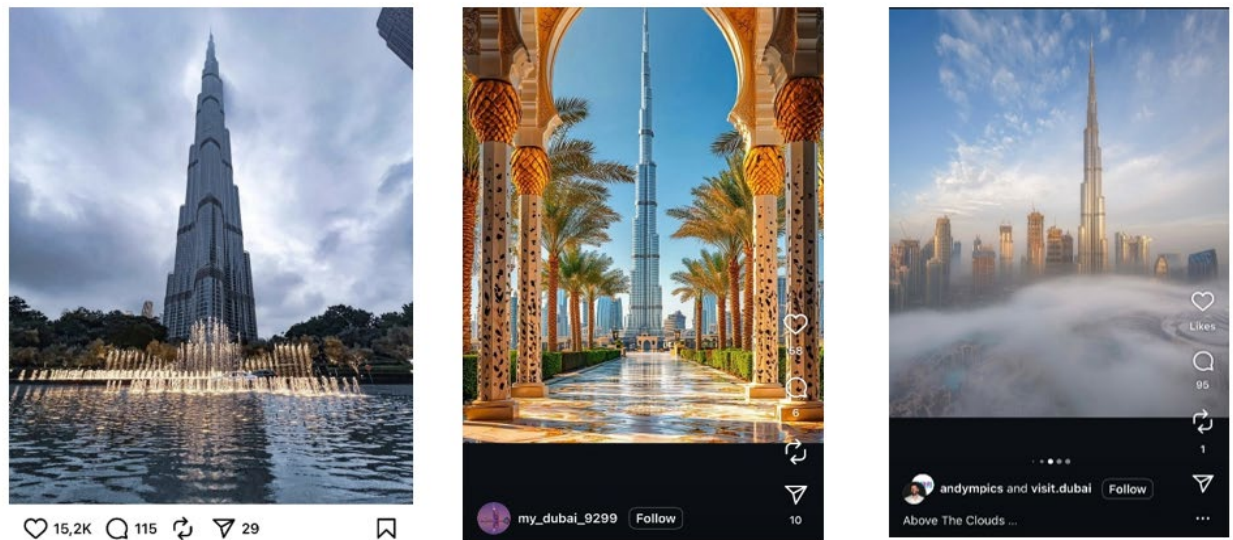 15,2K 115 29
58
6
10
my_dubai_9299 Follow
Likes
95
1
andympics and visit.dubai Follow
Above The Clouds ...